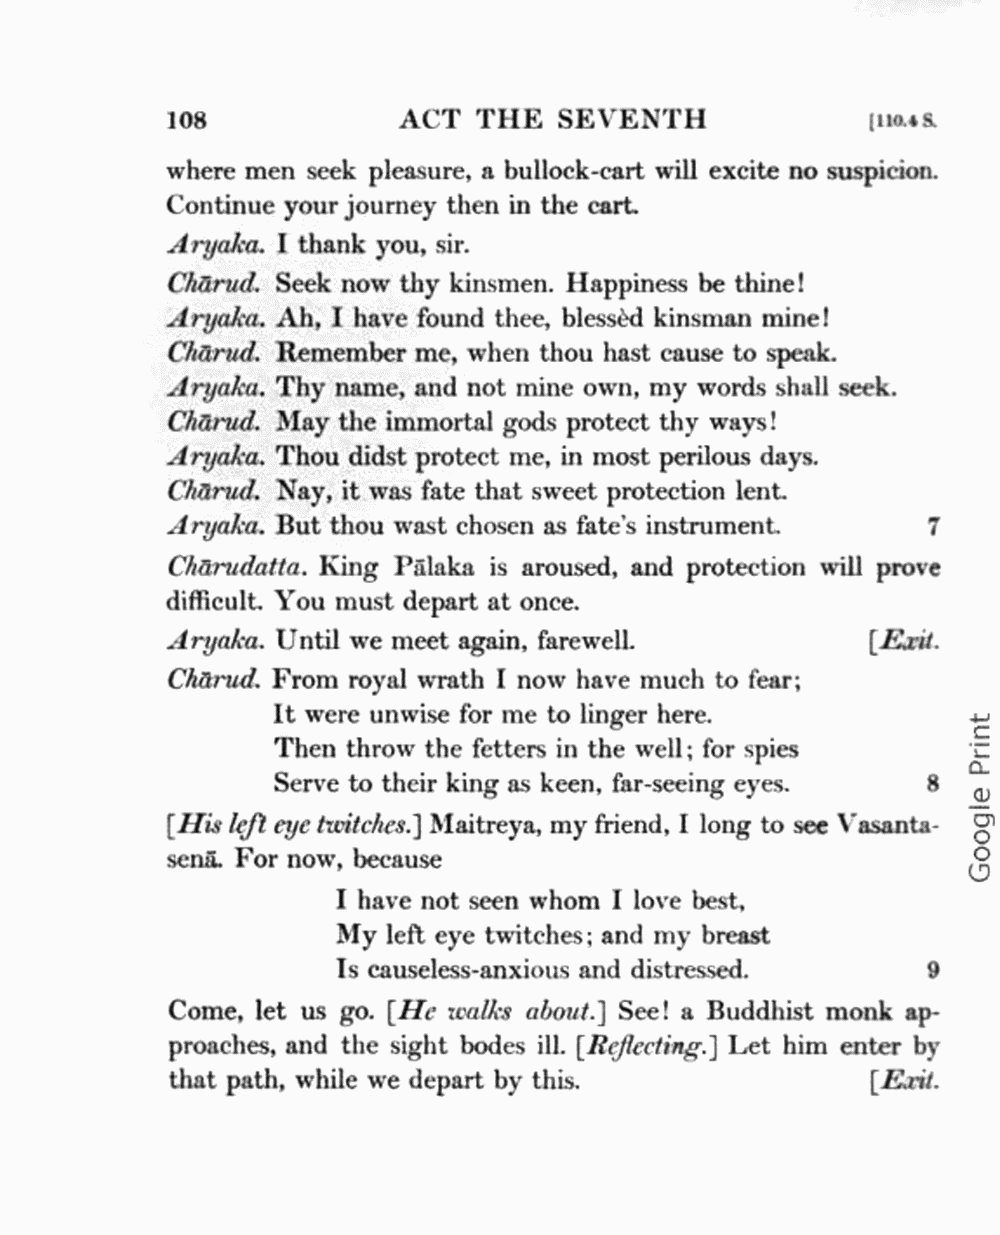 108 ACT THE SEVENTH [110.4 S.
where men seek pleasure, a bullock-cart will excite no suspicion.
Continue your journey then in the cart.
Aryaka. I thank you, sir.
Chārud. Seek now thy kinsmen. Happiness be thine!
Aryaka. Ah, I have found thee, blessèd kinsman mine!
Chārud. Remember me, when thou hast cause to speak.
Aryaka. Thy name, and not mine own, my words shall seek.
Chārud. May the immortal gods protect thy ways!
Aryaka. Thou didst protect me, in most perilous days.
Chārud. Nay, it was fate that sweet protection lent.
Aryaka. But thou wast chosen as fate's instrument. 7
Chārudatta. King Pālaka is aroused, and protection will prove
difficult. You must depart at once.
Aryaka. Until we meet again, farewell. [Exit.
Chārud. From royal wrath I now have much to fear;
It were unwise for me to linger here.
Then throw the fetters in the well; for spies
Serve to their king as keen, far-seeing eyes. 8
[His left eye twitches.] Maitreya, my friend, I long to see Vasanta-
senā. For now, because
I have not seen whom I love best,
My left eye twitches; and my breast
Is causeless-anxious and distressed. 9
Come, let us go. [He walks about.] See! a Buddhist monk ap-
proaches, and the sight bodes ill. [Reflecting.] Let him enter by
that path, while we depart by this. [Exit.
Google Print